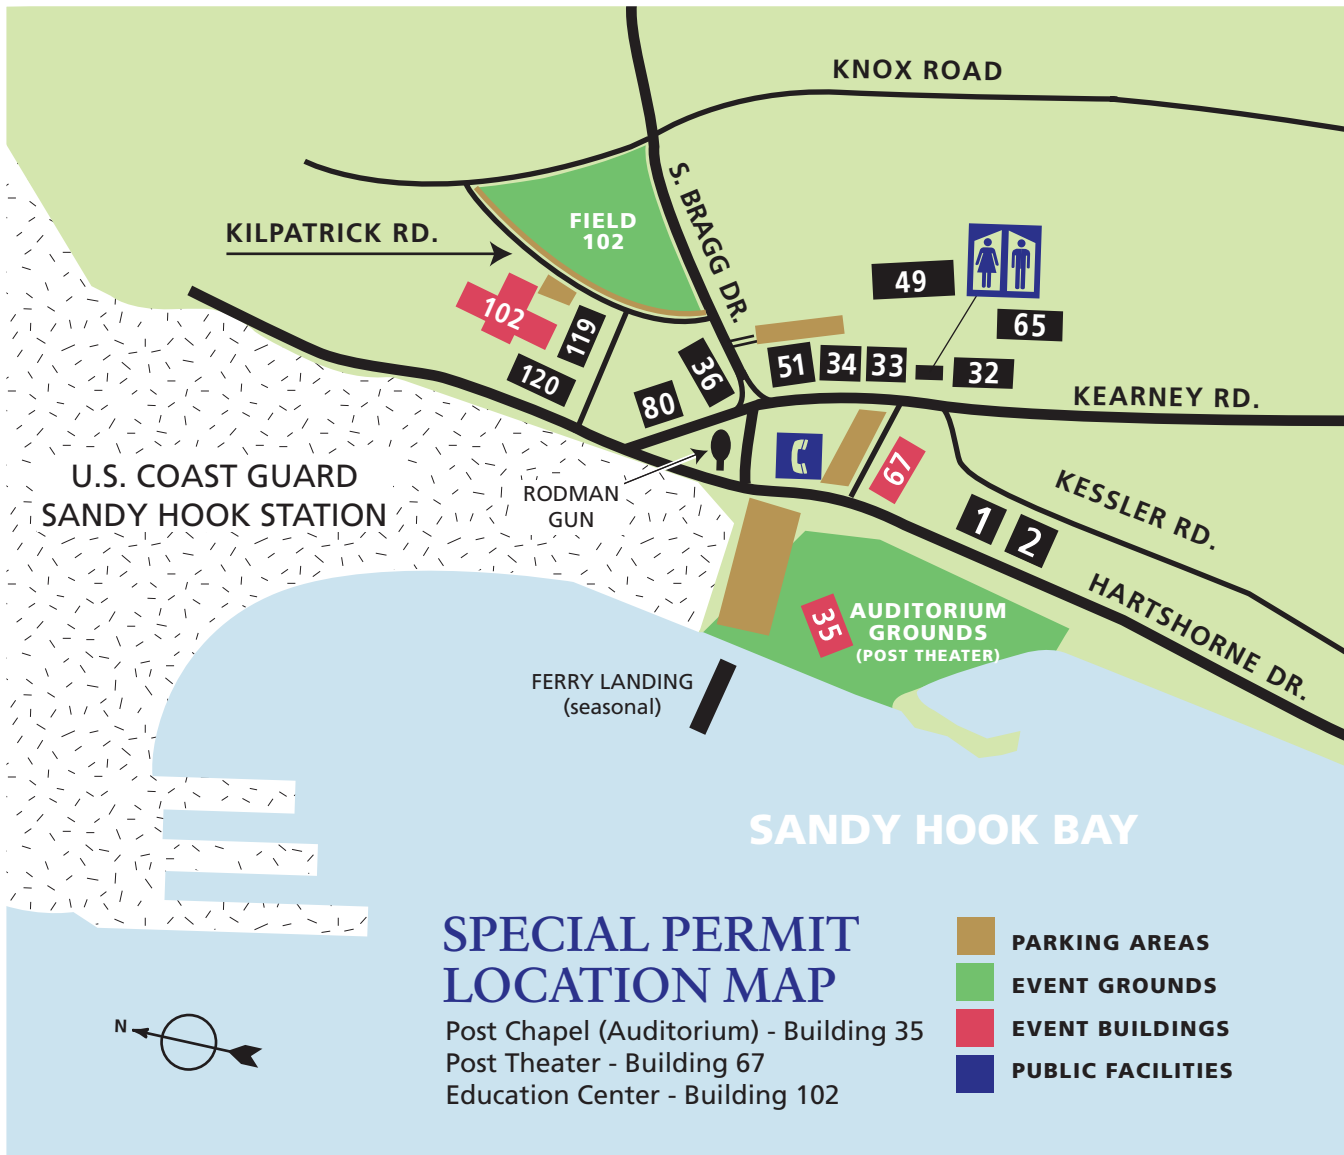 KNOX ROAD
S. BRAGG DR.
FIELD
102
KILPATRICK RD.
49
65
102
119
120
36
51
34
33
32
80
KEARNEY RD.
67
U.S. COAST GUARD
SANDY HOOK STATION
RODMAN
GUN
KESSLER RD.
1
2
HARTSHORNE DR.
35
AUDITORIUM
GROUNDS
(POST THEATER)
FERRY LANDING
(seasonal)
SANDY HOOK BAY
SPECIAL PERMIT
LOCATION MAP
Post Chapel (Auditorium) - Building 35
Post Theater - Building 67
Education Center - Building 102
PARKING AREAS
EVENT GROUNDS
EVENT BUILDINGS
PUBLIC FACILITIES
N